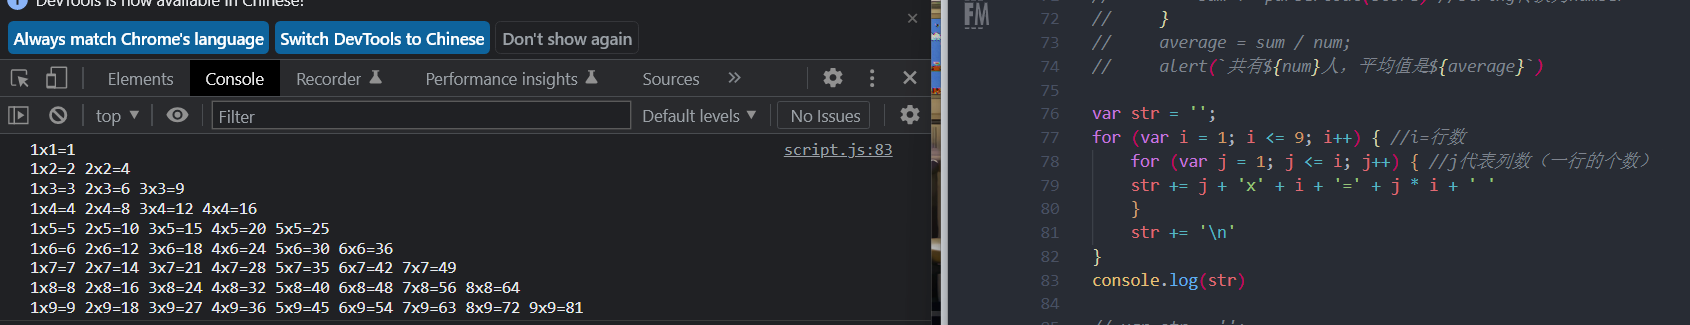 DevTools is now available in Chinese!
Always match Chrome's language Switch DevTools to Chinese Don't show again
Elements Console Recorder Performance insights Sources
top Filter Default levels No Issues
1x1=1 script.js:83
1x2=2 2x2=4
1x3=3 2x3=6 3x3=9
1x4=4 2x4=8 3x4=12 4x4=16
1x5=5 2x5=10 3x5=15 4x5=20 5x5=25
1x6=6 2x6=12 3x6=18 4x6=24 5x6=30 6x6=36
1x7=7 2x7=14 3x7=21 4x7=28 5x7=35 6x7=42 7x7=49
1x8=8 2x8=16 3x8=24 4x8=32 5x8=40 6x8=48 7x8=56 8x8=64
1x9=9 2x9=18 3x9=27 4x9=36 5x9=45 6x9=54 7x9=63 8x9=72 9x9=81
FM
72 // }
73 // average = sum / num;
74 // alert(`共有${num}人，平均值是${average}`)
75
76 var str = '';
77 for (var i = 1; i <= 9; i++) { //i=行数
78 for (var j = 1; j <= i; j++) { //j代表列数（一行的个数）
79 str += j + 'x' + i + '=' + j * i + ' '
80 }
81 str += '\n'
82 }
83 console.log(str)
84